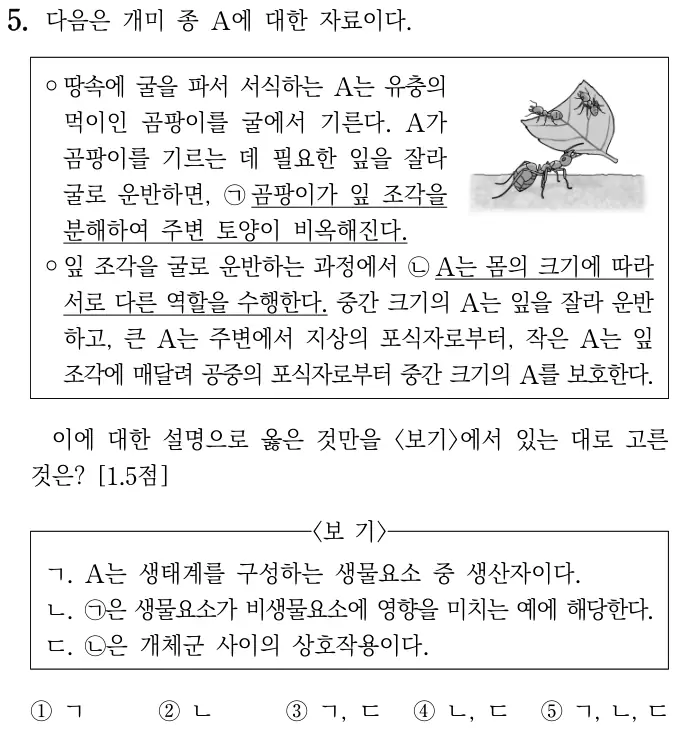 5. 다음은 개미 종 A에 대한 자료이다.
○ 땅속에 굴을 파서 서식하는 A는 유충의
먹이인 곰팡이를 굴에서 기른다. A가
곰팡이를 기르는 데 필요한 잎을 잘라
굴로 운반하면, ㉠ 곰팡이가 잎 조각을
분해하여 주변 토양이 비옥해진다.
○ 잎 조각을 굴로 운반하는 과정에서 ㉡ A는 몸의 크기에 따라
서로 다른 역할을 수행한다. 중간 크기의 A는 잎을 잘라 운반
하고, 큰 A는 주변에서 지상의 포식자로부터, 작은 A는 잎
조각에 매달려 공중의 포식자로부터 중간 크기의 A를 보호한다.
이에 대한 설명으로 옳은 것만을 〈보기〉에서 있는 대로 고른
것은? [1.5점]
〈보 기〉
ㄱ. A는 생태계를 구성하는 생물요소 중 생산자이다.
ㄴ. ㉠은 생물요소가 비생물요소에 영향을 미치는 예에 해당한다.
ㄷ. ㉡은 개체군 사이의 상호작용이다.
① ㄱ ② ㄴ ③ ㄱ, ㄷ ④ ㄴ, ㄷ ⑤ ㄱ, ㄴ, ㄷ